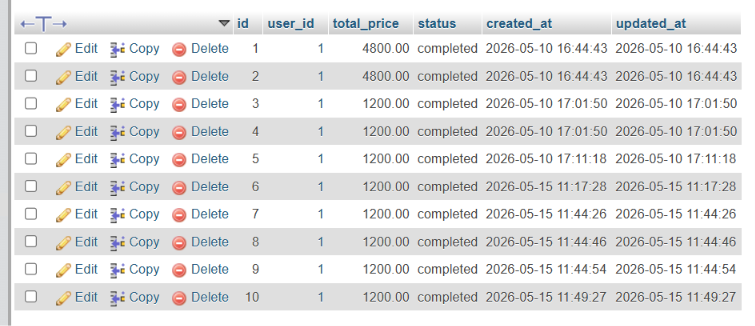 id user_id total_price status created_at updated_at
Edit Copy Delete 1 1 4800.00 completed 2026-05-10 16:44:43 2026-05-10 16:44:43
Edit Copy Delete 2 1 4800.00 completed 2026-05-10 16:44:43 2026-05-10 16:44:43
Edit Copy Delete 3 1 1200.00 completed 2026-05-10 17:01:50 2026-05-10 17:01:50
Edit Copy Delete 4 1 1200.00 completed 2026-05-10 17:01:50 2026-05-10 17:01:50
Edit Copy Delete 5 1 1200.00 completed 2026-05-10 17:11:18 2026-05-10 17:11:18
Edit Copy Delete 6 1 1200.00 completed 2026-05-15 11:17:28 2026-05-15 11:17:28
Edit Copy Delete 7 1 1200.00 completed 2026-05-15 11:44:26 2026-05-15 11:44:26
Edit Copy Delete 8 1 1200.00 completed 2026-05-15 11:44:46 2026-05-15 11:44:46
Edit Copy Delete 9 1 1200.00 completed 2026-05-15 11:44:54 2026-05-15 11:44:54
Edit Copy Delete 10 1 1200.00 completed 2026-05-15 11:49:27 2026-05-15 11:49:27